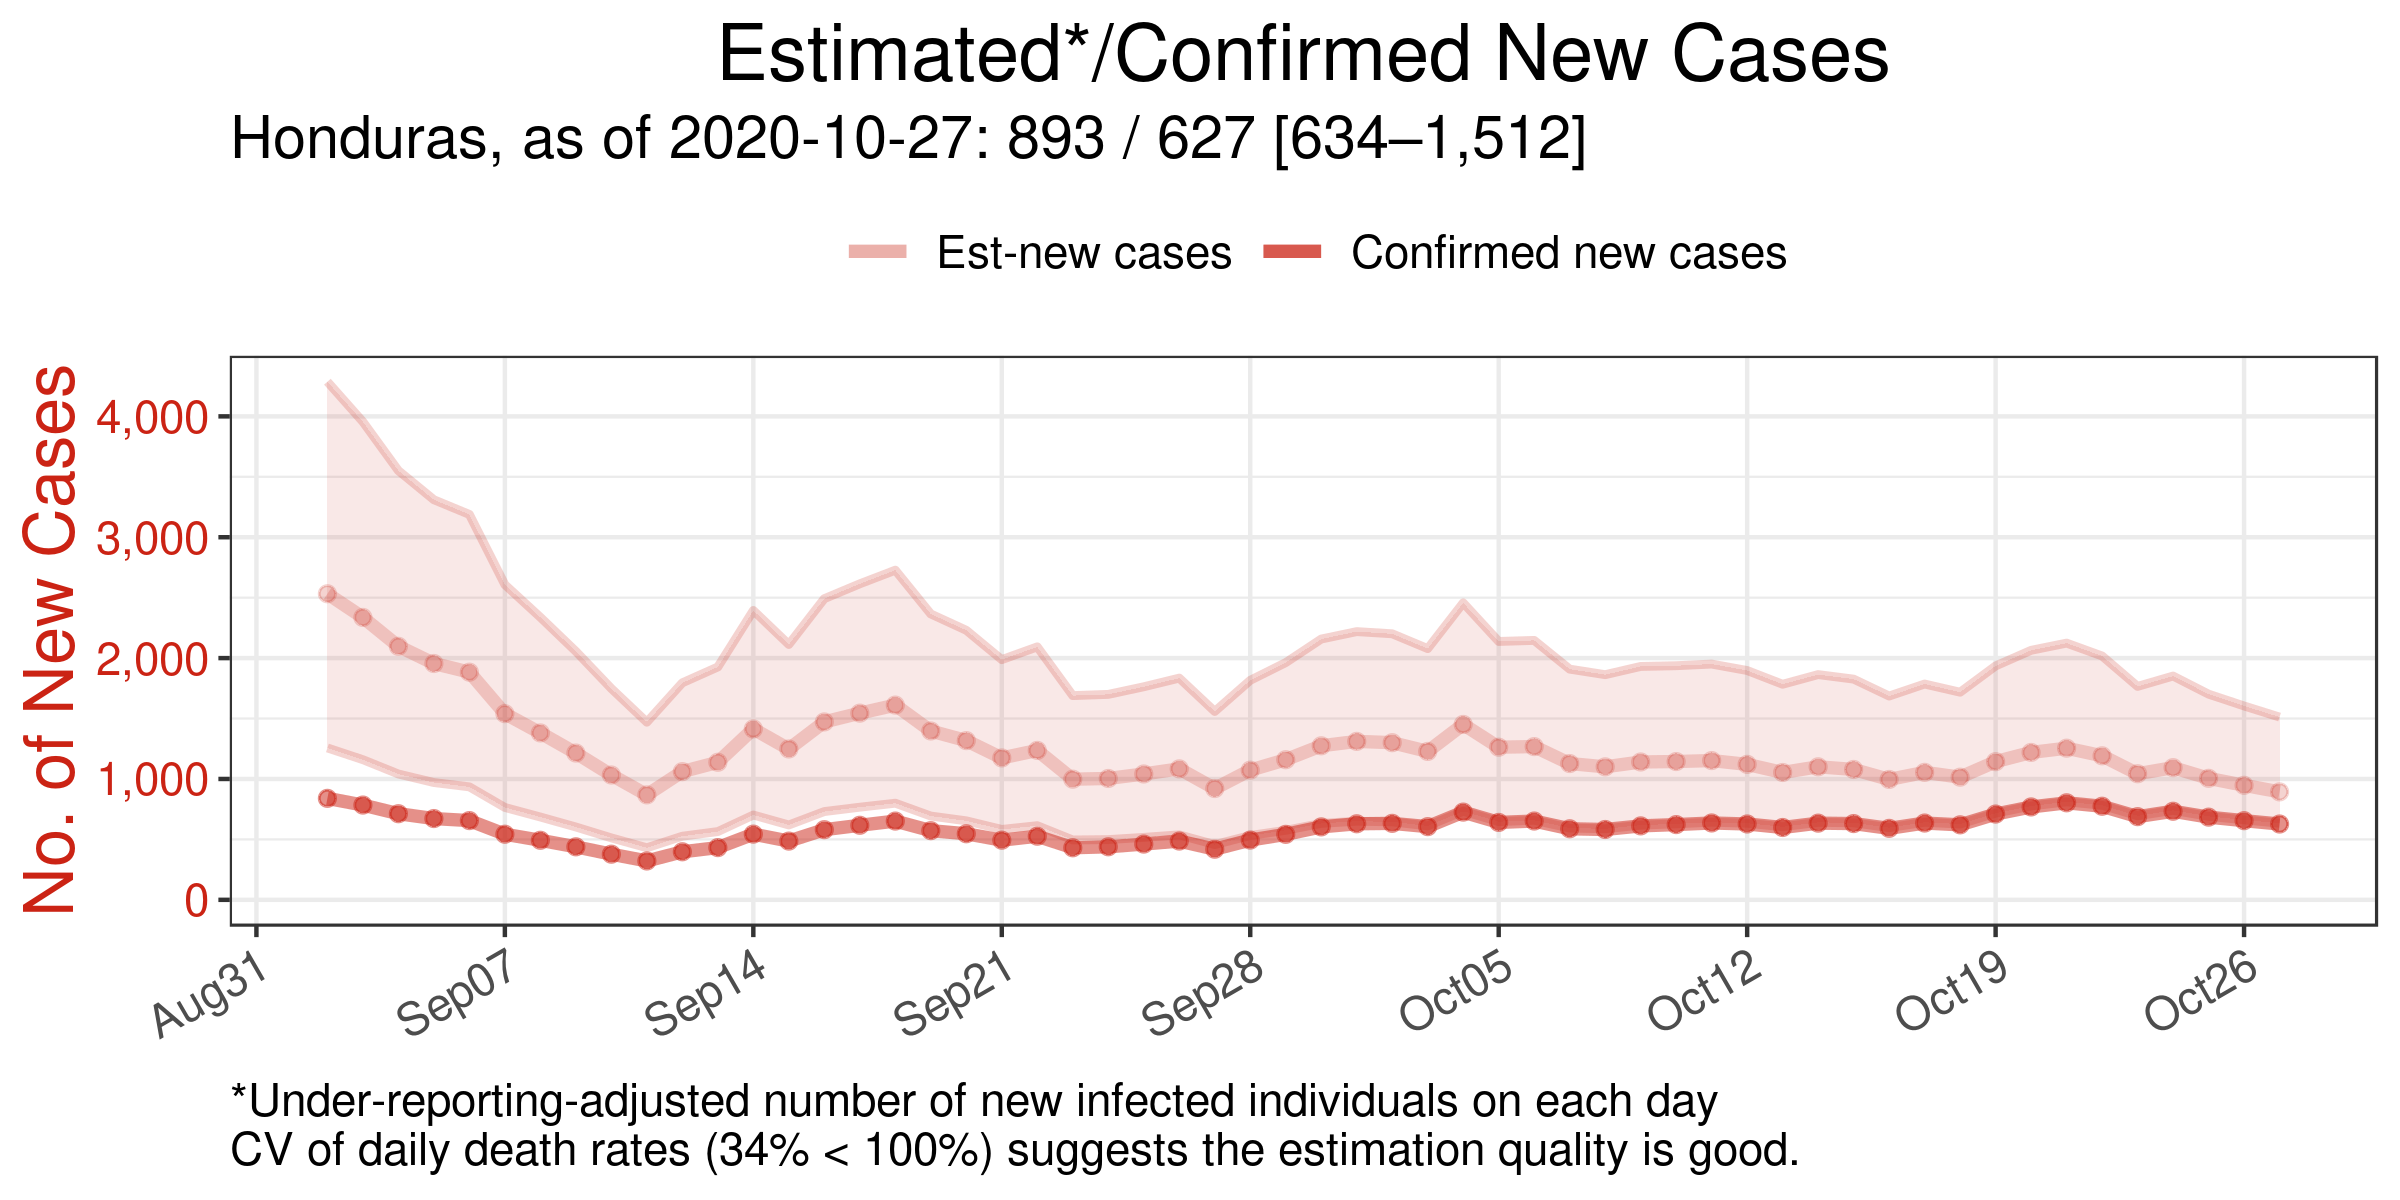 Estimated*/Confirmed New Cases
Honduras, as of 2020-10-27: 893 / 627 [634–1,512]
Est-new cases
Confirmed new cases
No. of New Cases
4,000
3,000
2,000
1,000
0
Aug31
Sep07
Sep14
Sep21
Sep28
Oct05
Oct12
Oct19
Oct26
*Under-reporting-adjusted number of new infected individuals on each day
CV of daily death rates (34% < 100%) suggests the estimation quality is good.